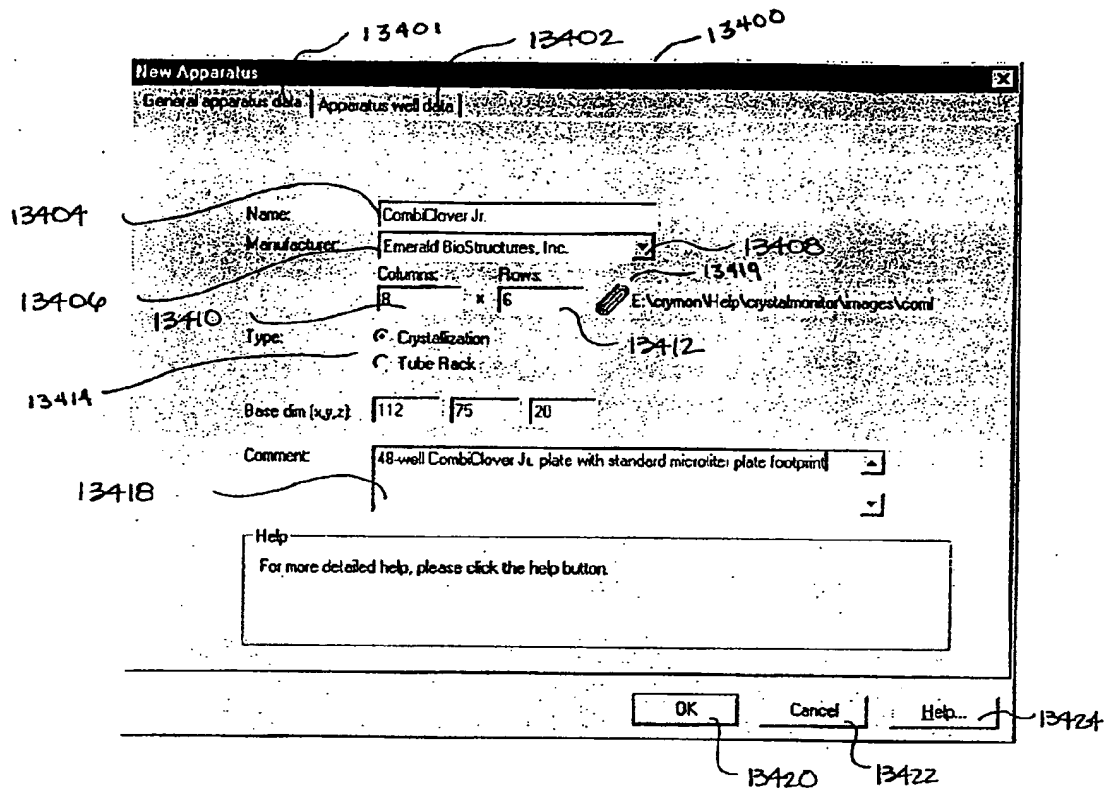 13401 13402 13400
New Apparatus
General apparatus data Apparatus well data
13404
Name: CombiClover Jr.
Manufacturer: Emerald BioStructures, Inc. 13408
Columns: Rows: 13419
13406
8 x 6 E:\crymon\Help\crystalmonitor\images\coml
13410
Type: Crystallization 13412
Tube Rack
13414
Base dim (x,y,z): 112 75 20
Comment: 48-well CombiClover Jr. plate with standard microtiter plate footprint
13418
Help
For more detailed help, please click the help button.
OK Cancel Help...
13424
13420 13422